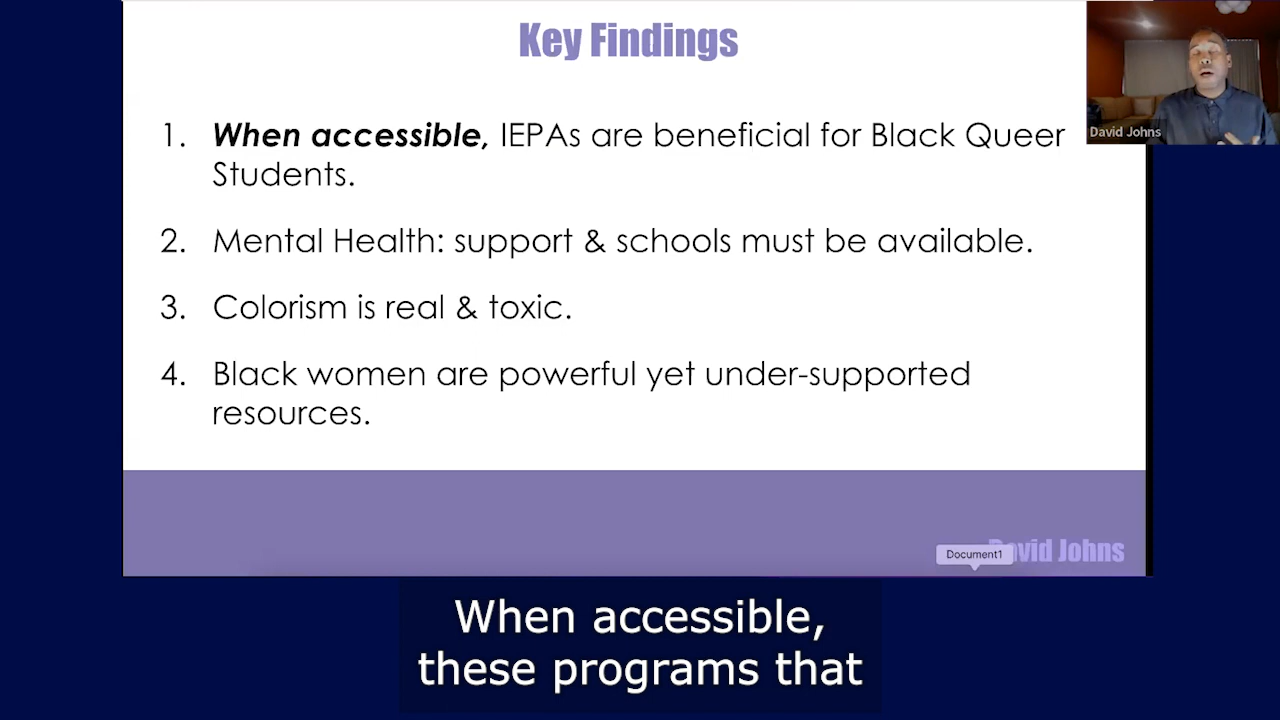 Key Findings
David Johns
1. When accessible, IEPAs are beneficial for Black Queer
Students.
2. Mental Health: support & schools must be available.
3. Colorism is real & toxic.
4. Black women are powerful yet under-supported
resources.
Document1
David Johns
When accessible,
these programs that